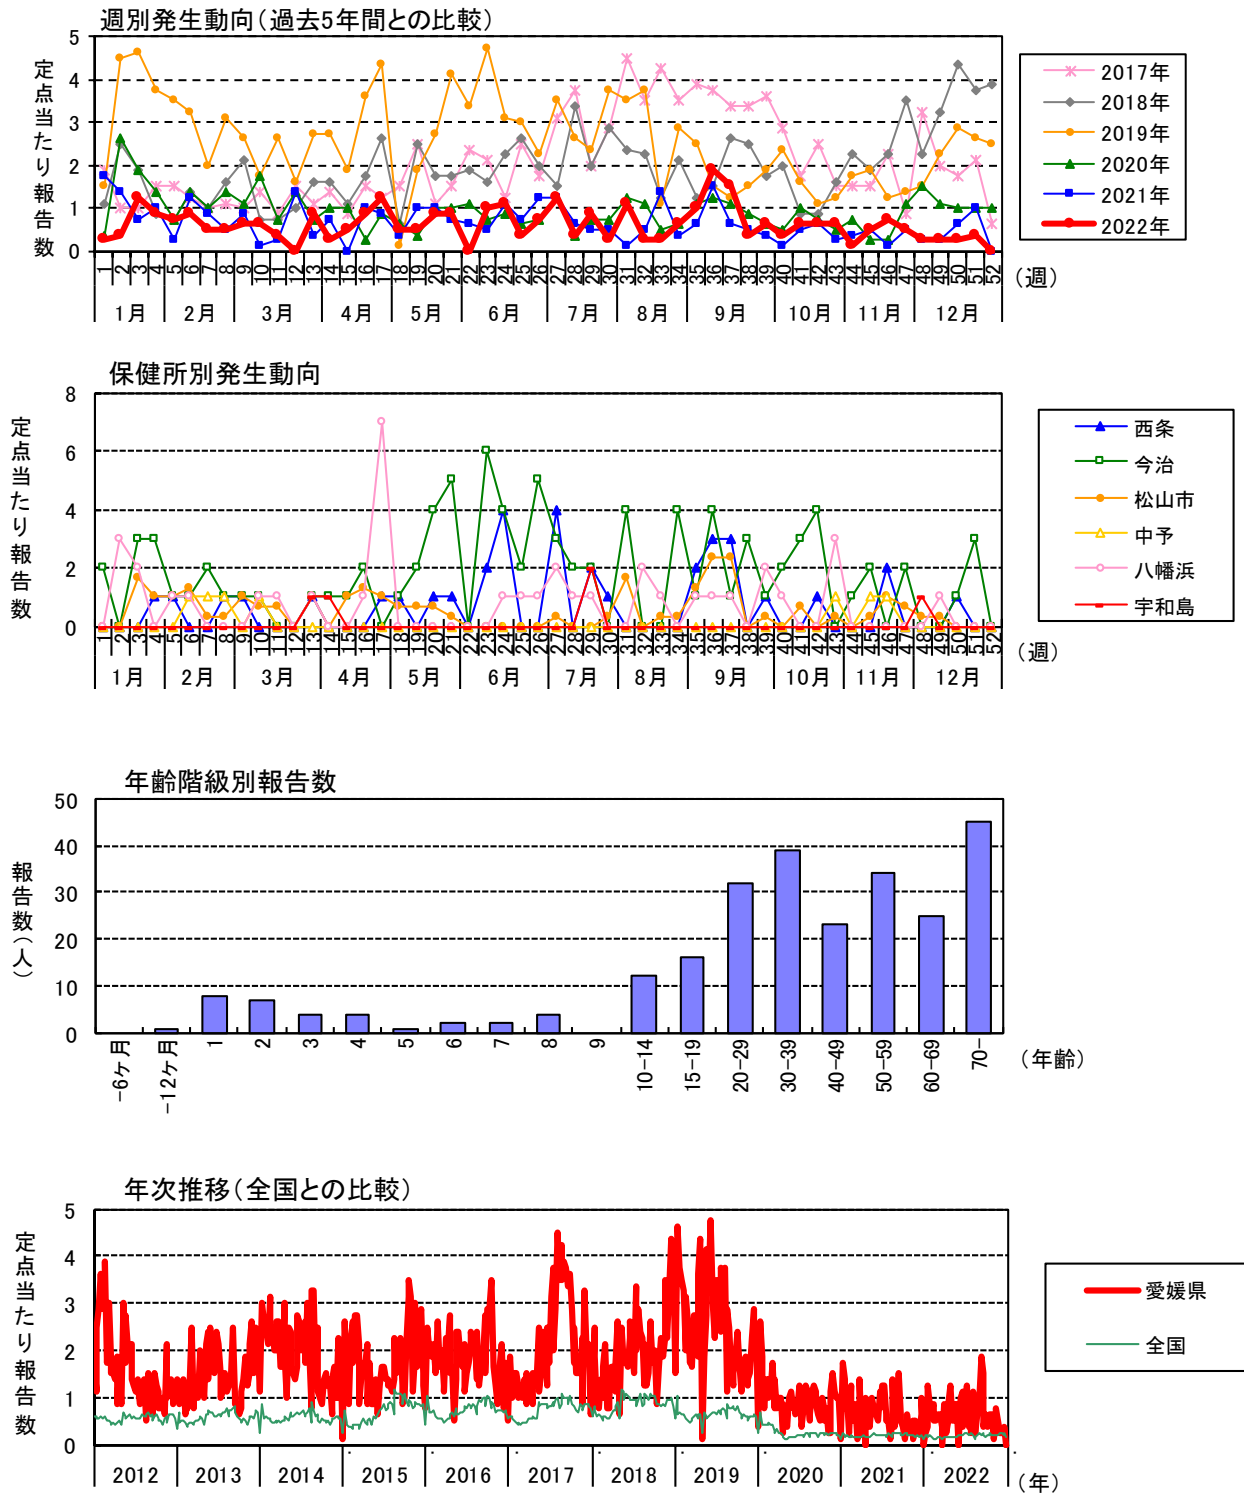 週別発生動向(過去5年間との比較)
定点当たり報告数
5
4
3
2
1
0
1 2 3 4 5 6 7 8 9 10 11 12 13 14 15 16 17 18 19 20 21 22 23 24 25 26 27 28 29 30 31 32 33 34 35 36 37 38 39 40 41 42 43 44 45 46 47 48 49 50 51 52
(週)
1月 2月 3月 4月 5月 6月 7月 8月 9月 10月 11月 12月
2017年
2018年
2019年
2020年
2021年
2022年
保健所別発生動向
定点当たり報告数
8
6
4
2
0
1 2 3 4 5 6 7 8 9 10 11 12 13 14 15 16 17 18 19 20 21 22 23 24 25 26 27 28 29 30 31 32 33 34 35 36 37 38 39 40 41 42 43 44 45 46 47 48 49 50 51 52
(週)
1月 2月 3月 4月 5月 6月 7月 8月 9月 10月 11月 12月
西条
今治
松山市
中予
八幡浜
宇和島
年齢階級別報告数
報告数(人)
50
40
30
20
10
0
-6ヶ月 -12ヶ月 1 2 3 4 5 6 7 8 9 10-14 15-19 20-29 30-39 40-49 50-59 60-69 70-
(年齢)
年次推移(全国との比較)
定点当たり報告数
5
4
3
2
1
0
2012 2013 2014 2015 2016 2017 2018 2019 2020 2021 2022
(年)
愛媛県
全国